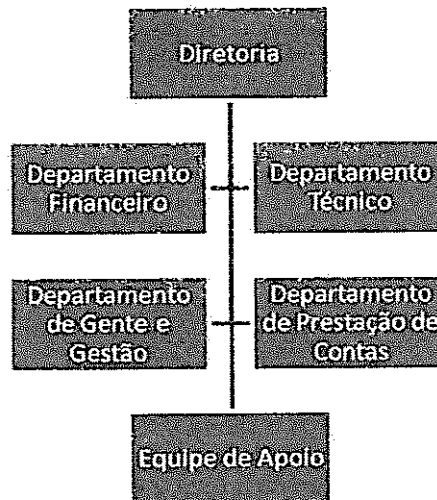 Diretoria
Departamento
Financeiro
Departamento
Técnico
Departamento
de Gente e
Gestão
Departamento
de Prestação de
Contas
Equipe de Apoio